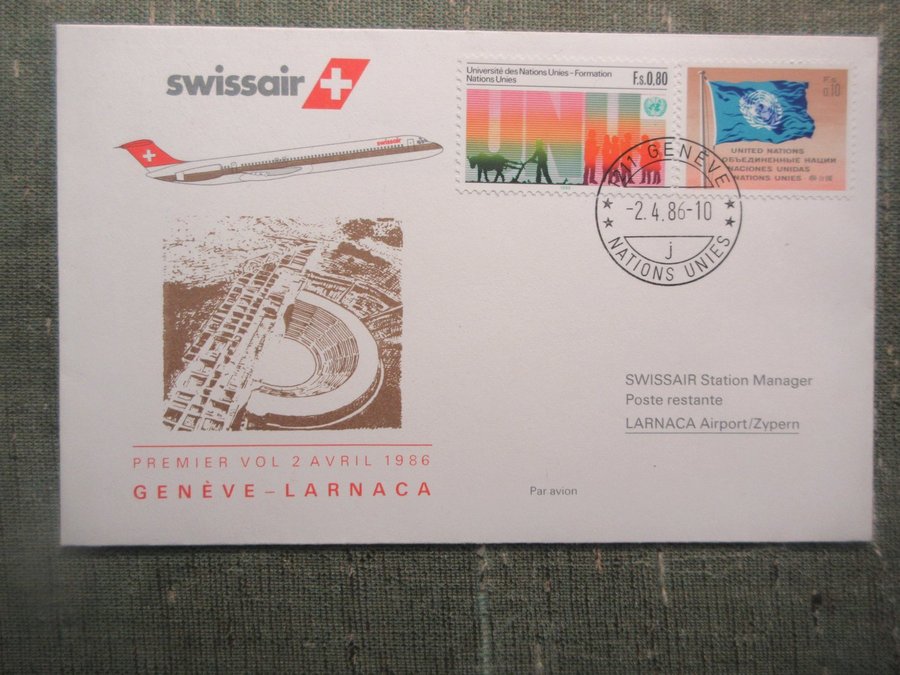 swissair
swissair
Université des Nations Unies – Formation
Nations Unies
F.s.0,80
UNU
1985
F.s.
0,10
UNITED NATIONS
ОБЪЕДИНЕННЫЕ НАЦИИ
NACIONES UNIDAS
NATIONS UNIES
GENÈVE
-2.4.86-10
j
NATIONS UNIES
SWISSAIR Station Manager
Poste restante
LARNACA Airport/Zypern
PREMIER VOL 2 AVRIL 1986
GENÈVE – LARNACA
Par avion